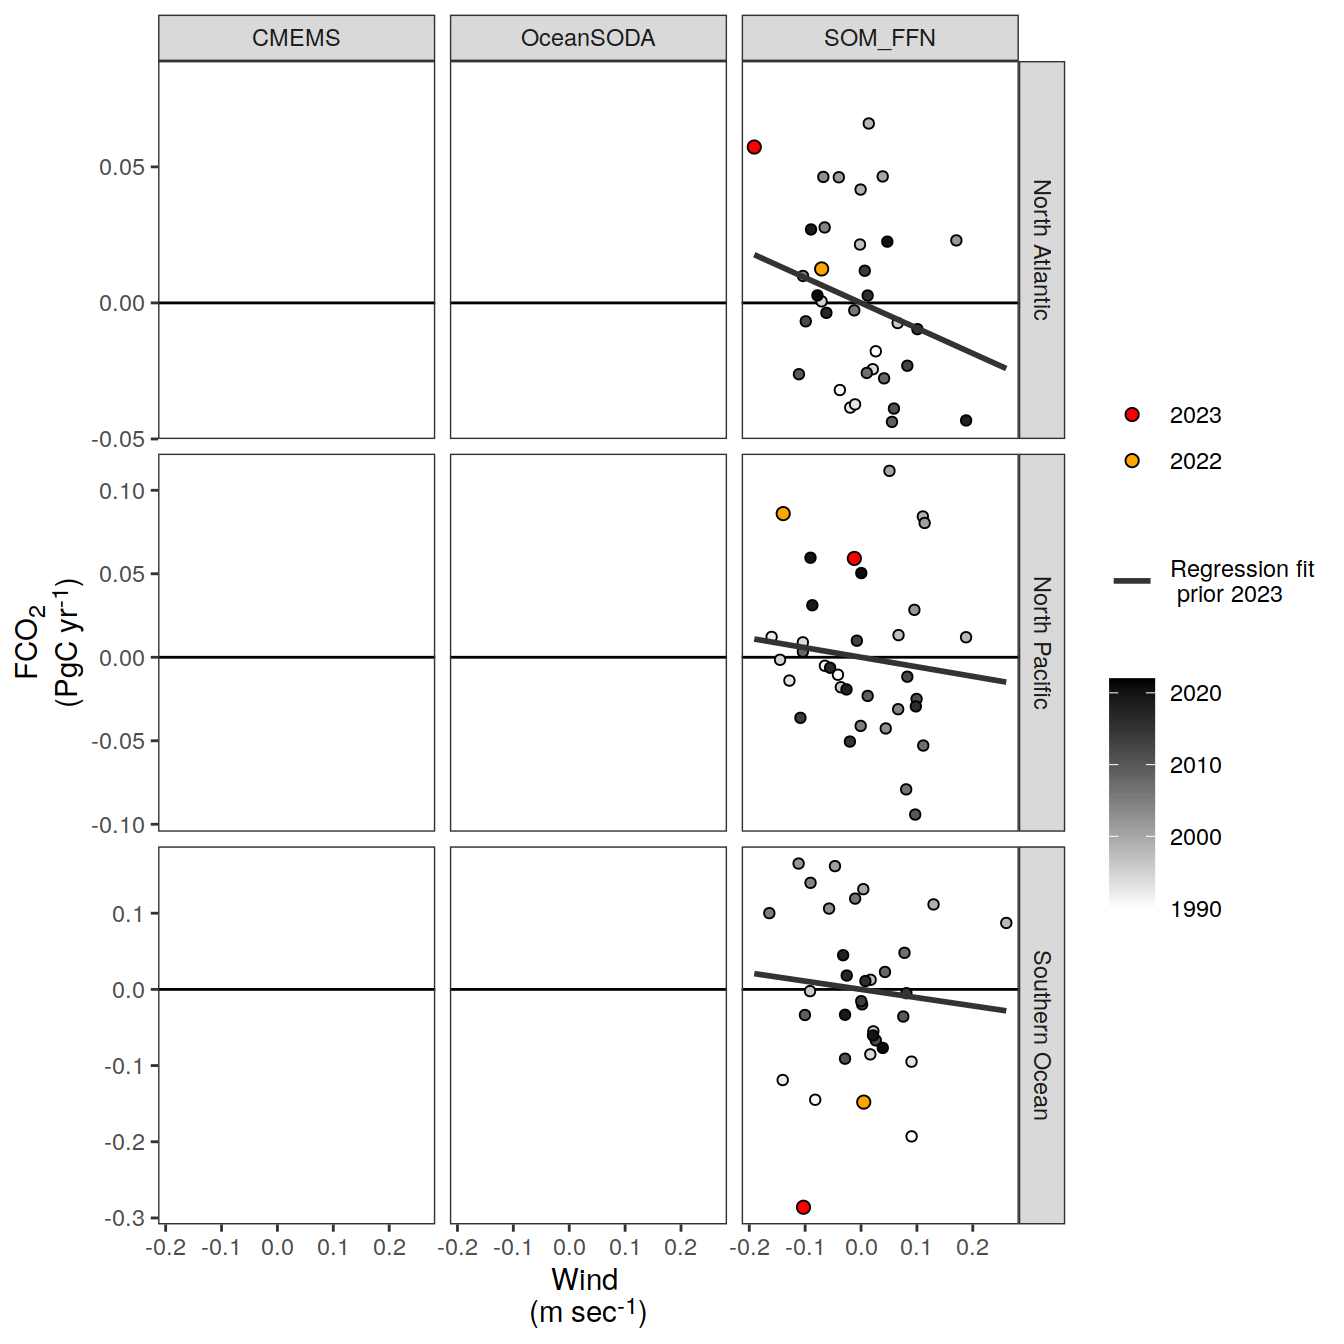 CMEMS
OceanSODA
SOM_FFN
0.05
0.00
-0.05
North Atlantic
0.10
0.05
0.00
-0.05
-0.10
North Pacific
0.1
0.0
-0.1
-0.2
-0.3
Southern Ocean
FCO2
(PgC yr-1)
-0.2 -0.1 0.0 0.1 0.2
-0.2 -0.1 0.0 0.1 0.2
-0.2 -0.1 0.0 0.1 0.2
Wind
(m sec-1)
2023
2022
Regression fit
prior 2023
2020
2010
2000
1990